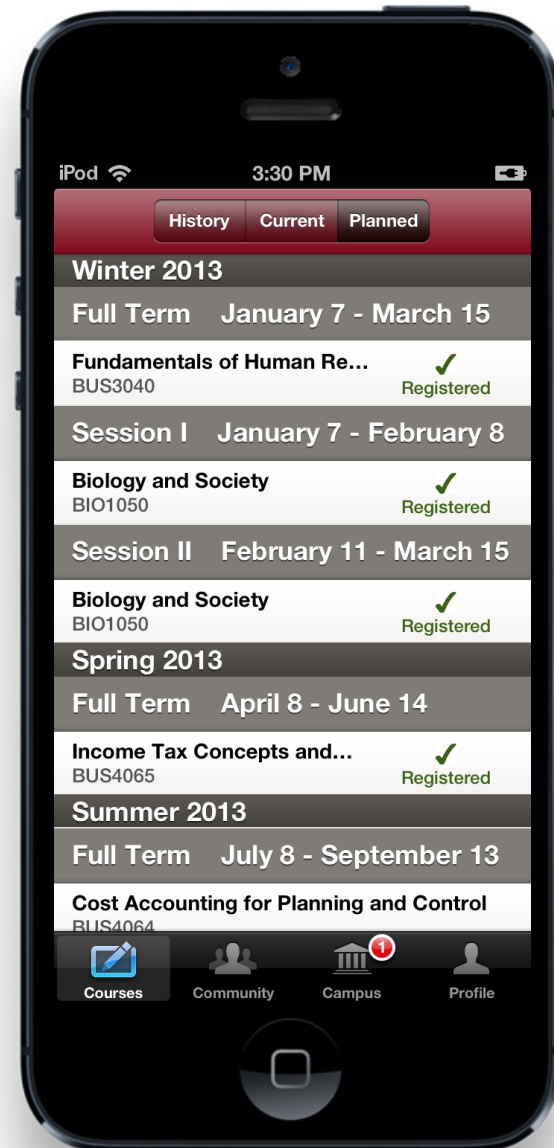 iPod 3:30 PM
History Current Planned
Winter 2013
Full Term January 7 - March 15
Fundamentals of Human Re...
BUS3040
Registered
Session I January 7 - February 8
Biology and Society
BIO1050
Registered
Session II February 11 - March 15
Biology and Society
BIO1050
Registered
Spring 2013
Full Term April 8 - June 14
Income Tax Concepts and...
BUS4065
Registered
Summer 2013
Full Term July 8 - September 13
Cost Accounting for Planning and Control
BUS4064
1
Courses Community Campus Profile